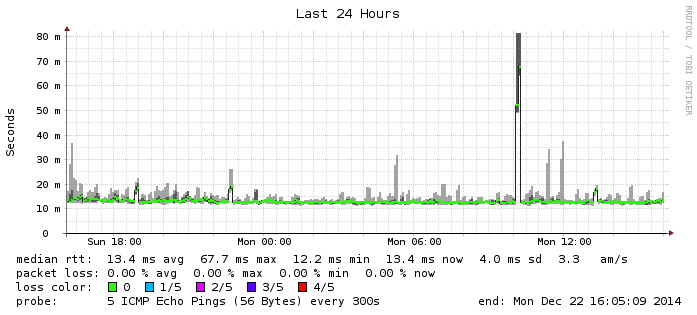 Last 24 Hours
RRDTOOL / TOBI OETIKER
Seconds
80 m
70 m
60 m
50 m
40 m
30 m
20 m
10 m
0
Sun 18:00 Mon 00:00 Mon 06:00 Mon 12:00
median rtt: 13.4 ms avg 67.7 ms max 12.2 ms min 13.4 ms now 4.0 ms sd 3.3 am/s
packet loss: 0.00 % avg 0.00 % max 0.00 % min 0.00 % now
loss color: 0 1/5 2/5 3/5 4/5
probe: 5 ICMP Echo Pings (56 Bytes) every 300s end: Mon Dec 22 16:05:09 2014